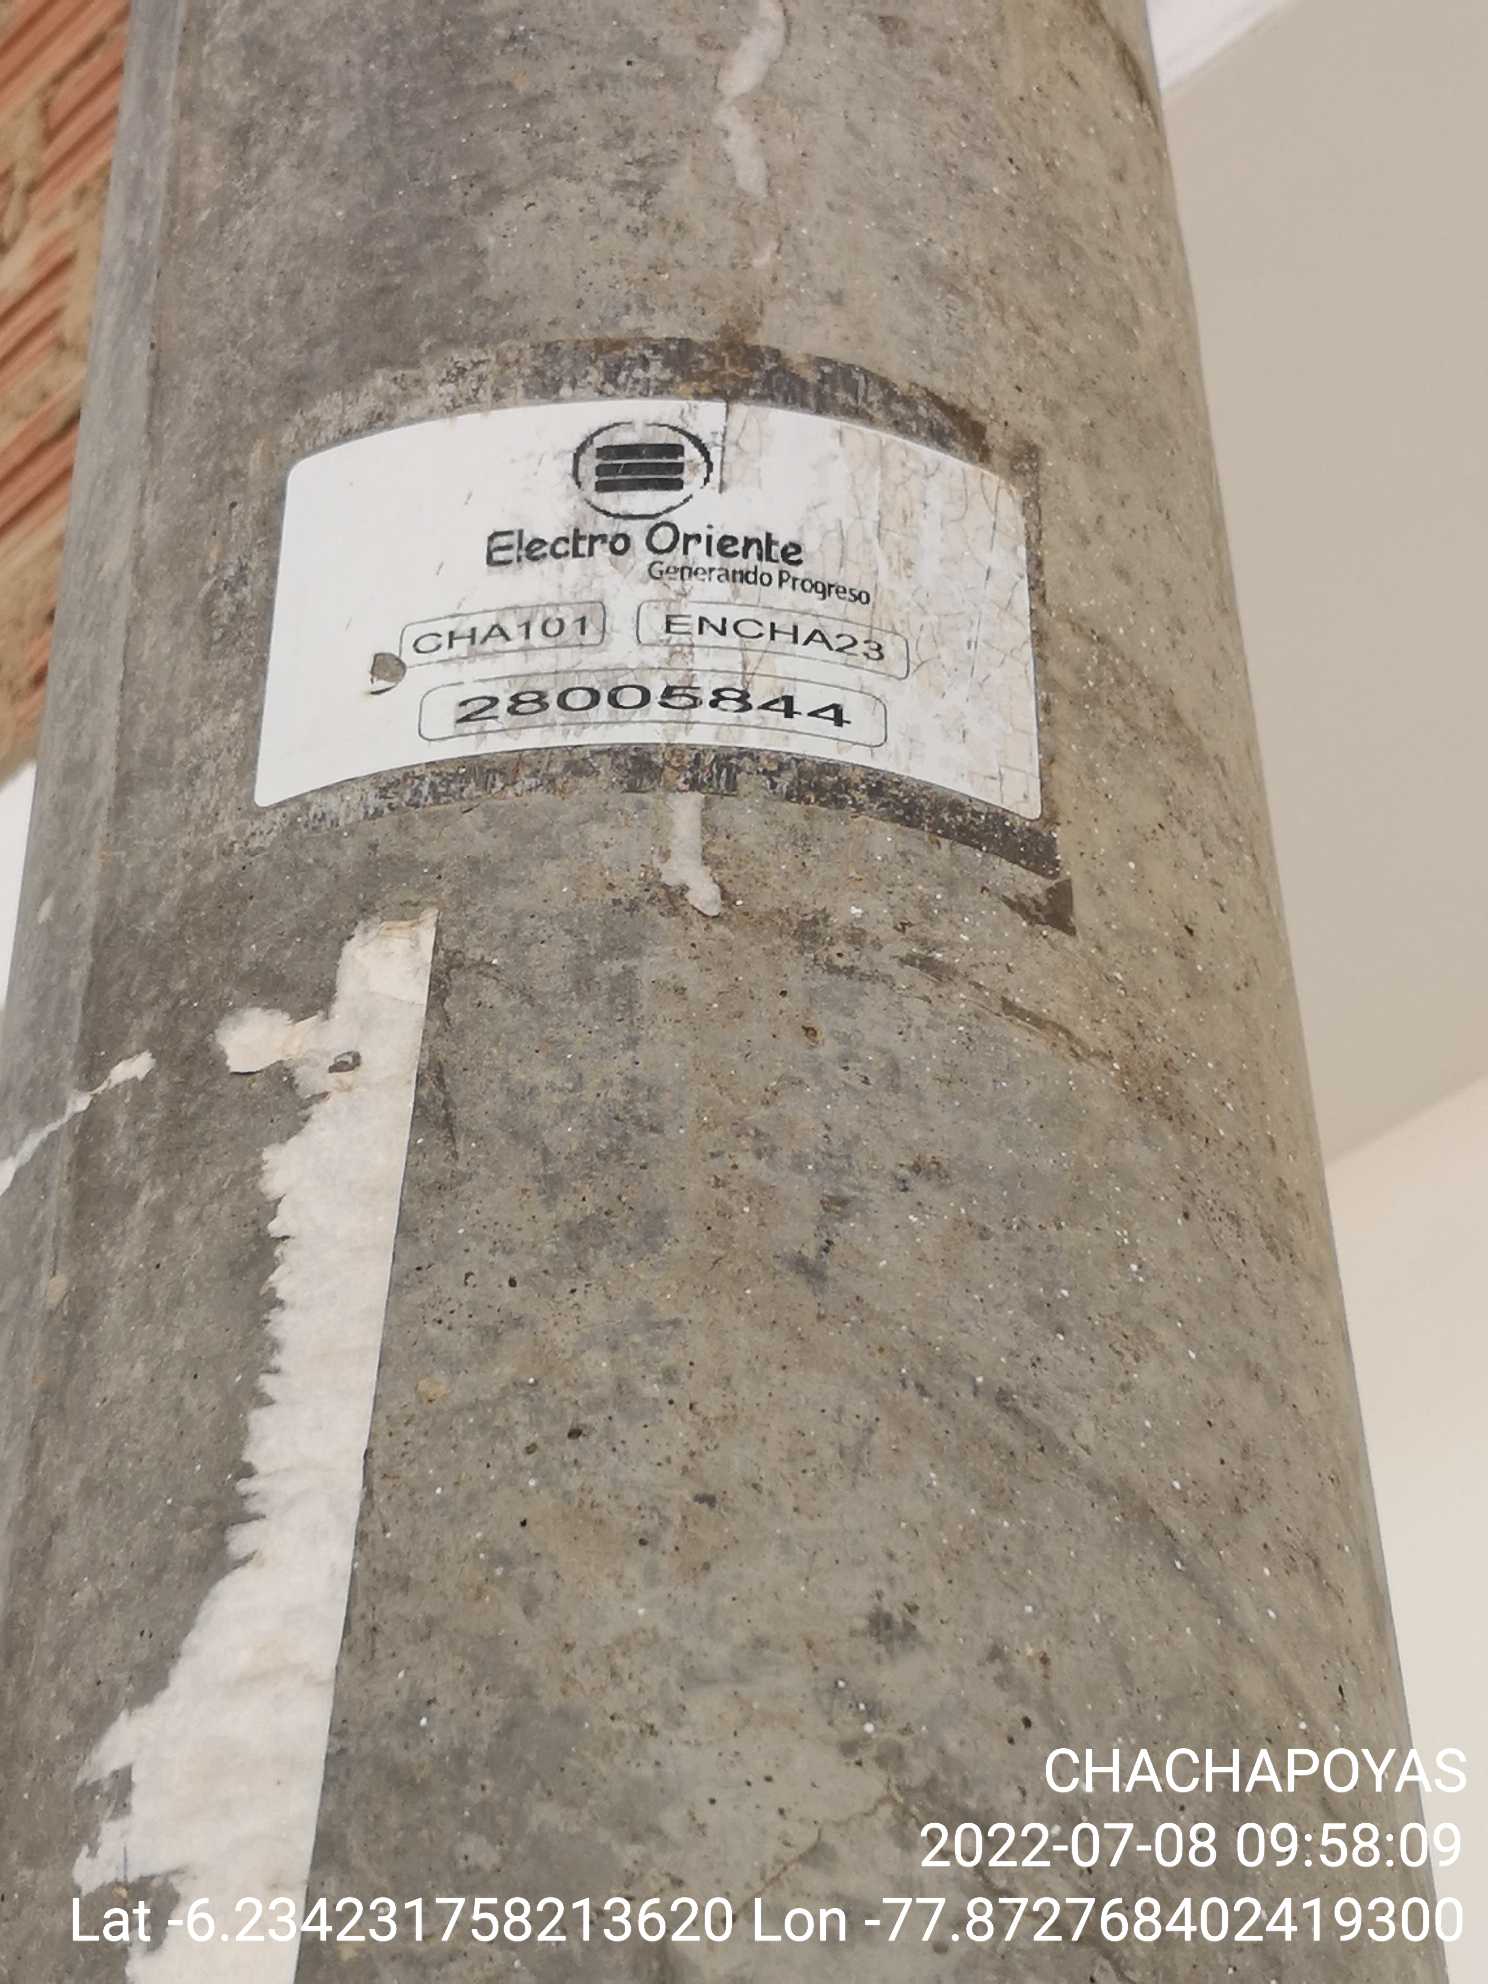 Electro Oriente
Generando Progreso
CHA101 ENCHA23
28005844
CHACHAPOYAS
2022-07-08 09:58:09
Lat -6.234231758213620 Lon -77.872768402419300